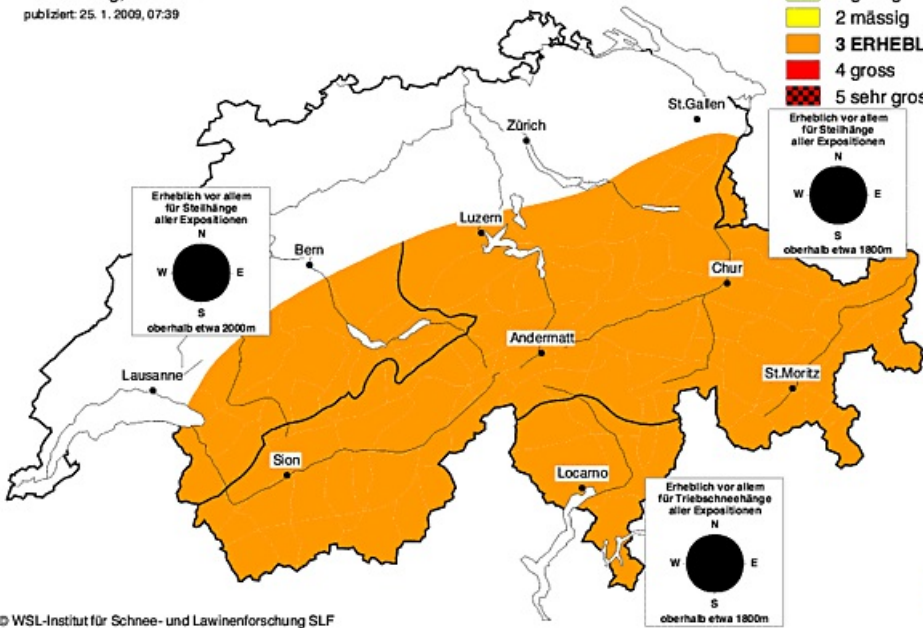 publiziert: 25. 1. 2009, 07:39
2 mässig
3 ERHEBL
4 gross
5 sehr gros
St.Gallen
Zürich
Erheblich vor allem
für Steilhänge
aller Expositionen
N
W E
S
oberhalb etwa 1800m
Erheblich vor allem
für Steilhänge
aller Expositionen
N
W E
S
oberhalb etwa 2000m
Luzern
Bern
Chur
Andermatt
Lausanne
St.Moritz
Sion
Locarno
Erheblich vor allem
für Triebschneehänge
aller Expositionen
N
W E
S
oberhalb etwa 1800m
© WSL-Institut für Schnee- und Lawinenforschung SLF